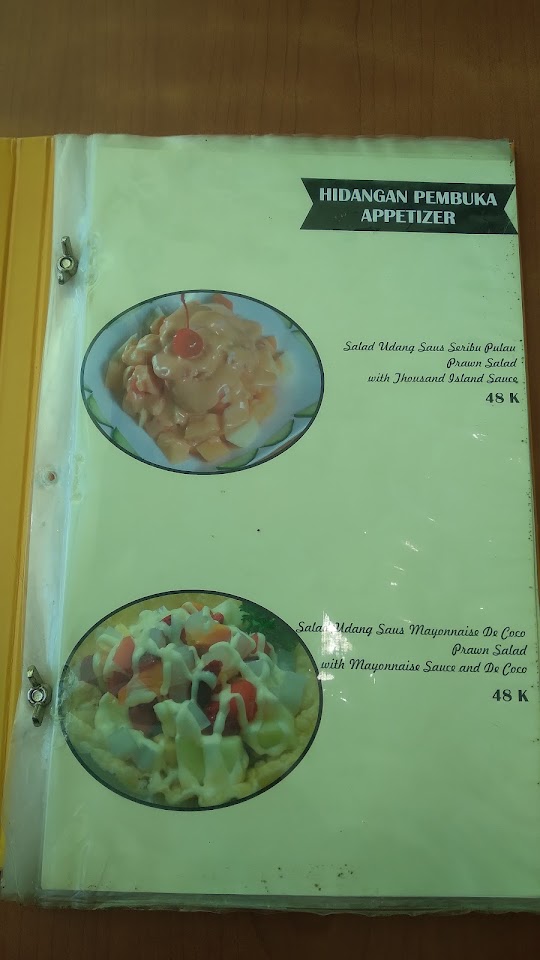 HIDANGAN PEMBUKA
APPETIZER
Salad Udang Saus Seribu Pulau
Prawn Salad
with Thousand Island Sauce
48 K
Salad Udang Saus Mayonnaise De Coco
Prawn Salad
with Mayonnaise Sauce and De Coco
48 K